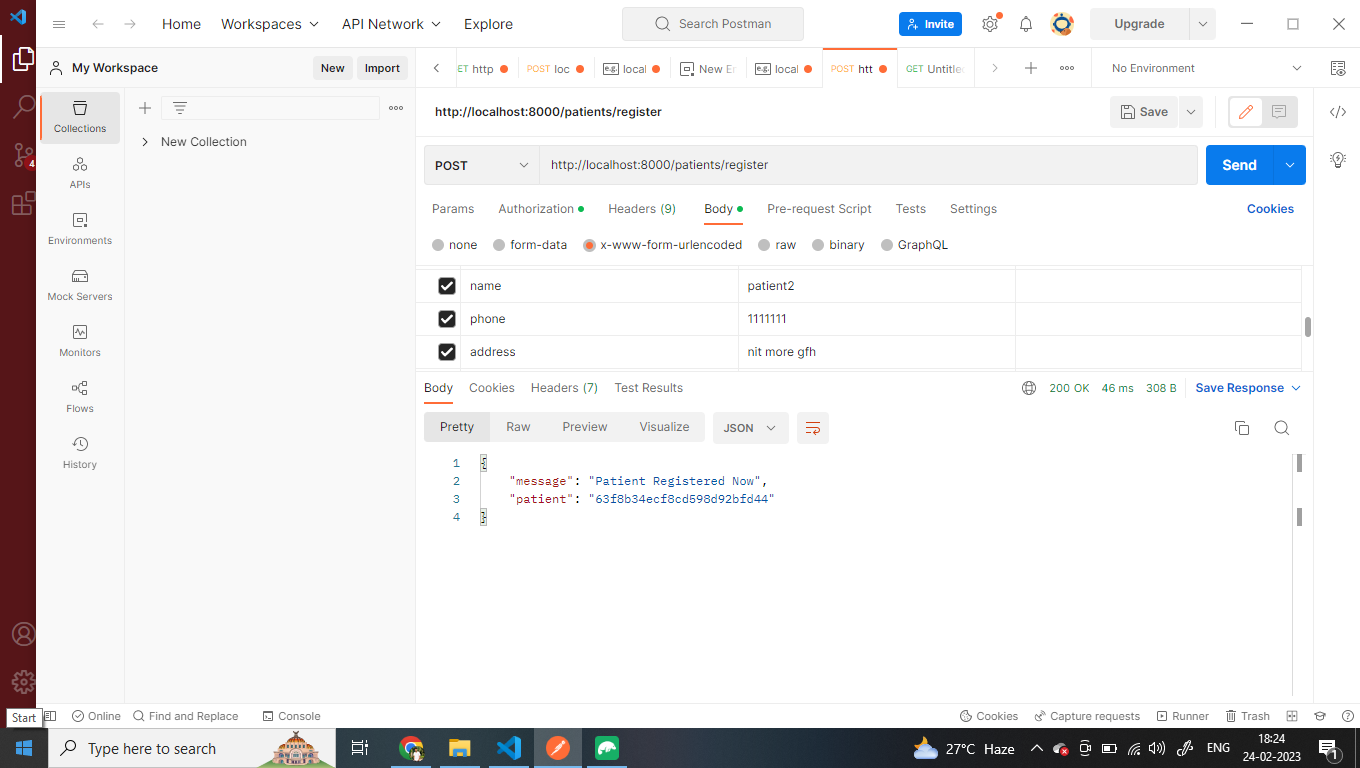 Home Workspaces API Network Explore Search Postman Invite Upgrade
My Workspace New Import ET http POST loc local New En local POST htt GET Untitled No Environment
http://localhost:8000/patients/register Save
Collections
New Collection
POST http://localhost:8000/patients/register Send
4
APIs
Params Authorization Headers (9) Body Pre-request Script Tests Settings Cookies
Environments
none form-data x-www-form-urlencoded raw binary GraphQL
name patient2
Mock Servers
phone 1111111
Monitors
address nit more gfh
Body Cookies Headers (7) Test Results 200 OK 46 ms 308 B Save Response
Flows
Pretty Raw Preview Visualize JSON
History
1 {
2 "message": "Patient Registered Now",
3 "patient": "63f8b34ecf8cd598d92bfd44"
4 }
Start Online Find and Replace Console Cookies Capture requests Runner Trash
Type here to search 27°C Haze ENG 18:24
24-02-2023 1